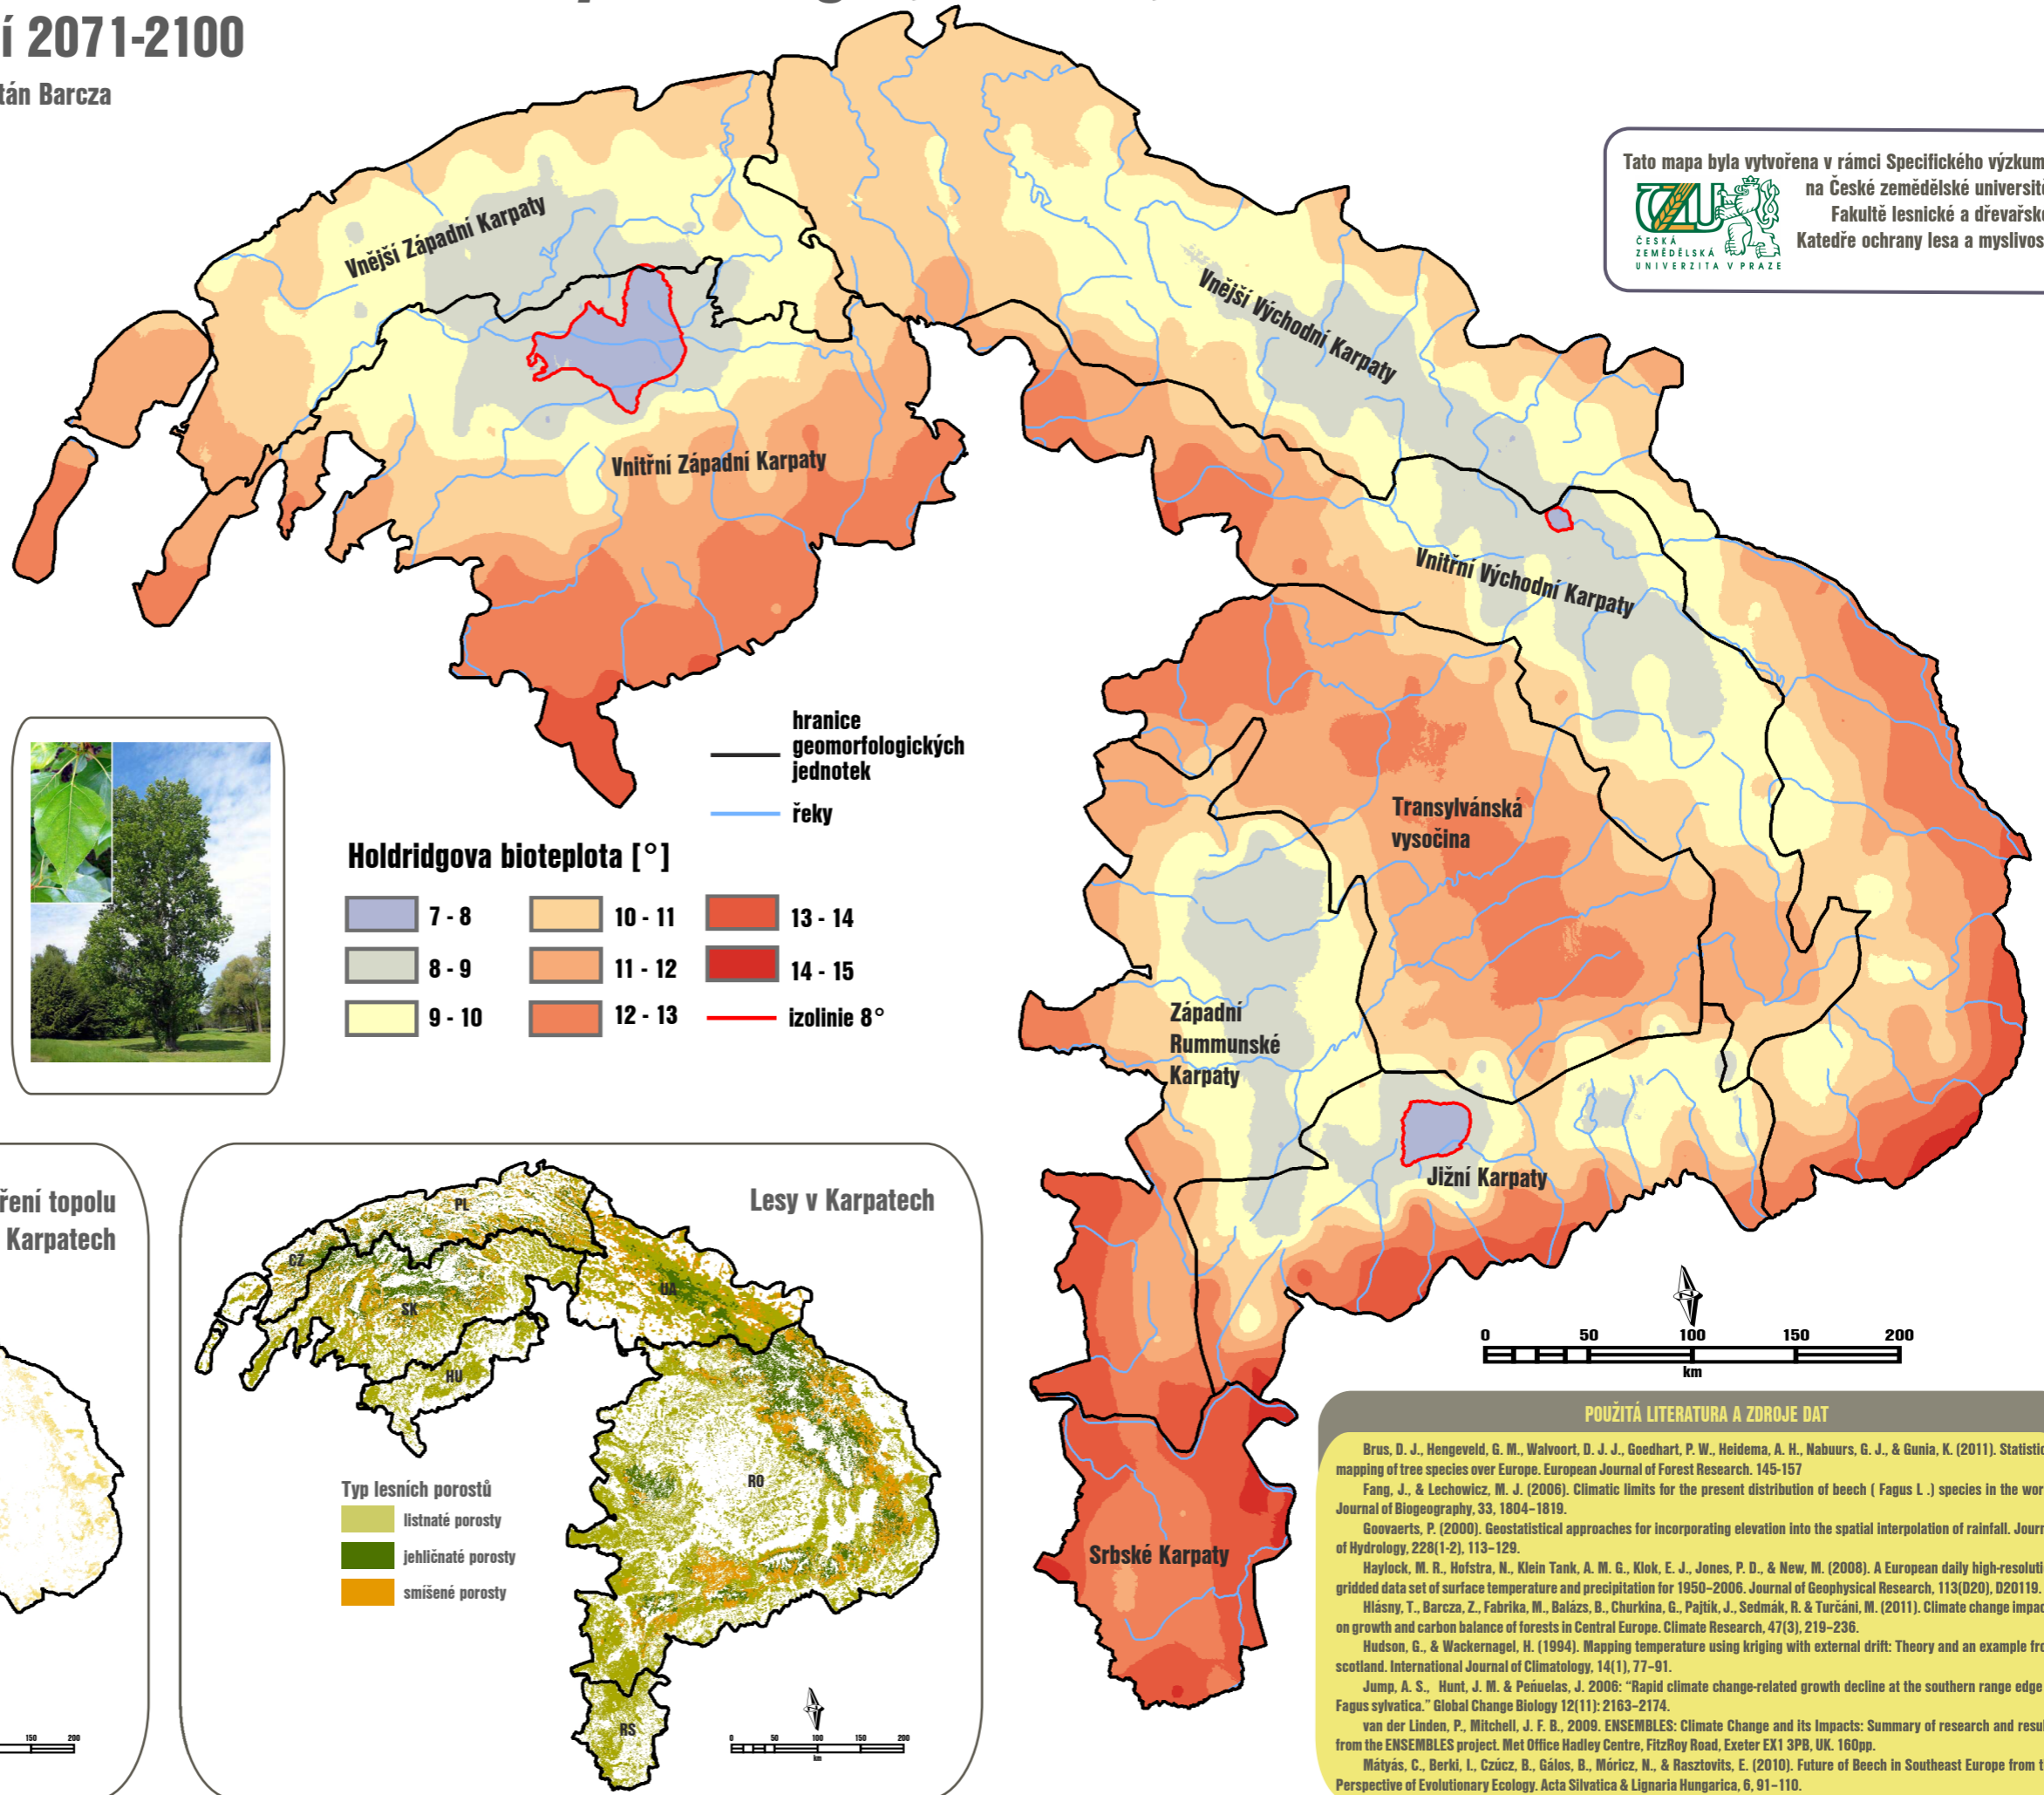 í 2071-2100
tán Barcza
Tato mapa byla vytvořena v rámci Specifického výzkum
na České zemědělské universit
Fakultě lesnické a dřevařsk
Katedře ochrany lesa a myslivos
ČZU
ČESKÁ
ZEMĚDĚLSKÁ
UNIVERZITA V PRAZE
Vnější Západní Karpaty
Vnější Východní Karpaty
Vnitřní Západní Karpaty
Vnitřní Východní Karpaty
Transylvánská
vysočina
Západní
Rummunské
Karpaty
Jižní Karpaty
Srbské Karpaty
hranice
geomorfologických
jednotek
řeky
Holdridgova bioteplota [°]
7 - 8
8 - 9
9 - 10
10 - 11
11 - 12
12 - 13
13 - 14
14 - 15
izolinie 8°
0 50 100 150 200
km
ření topolu
Karpatech
150 200
Lesy v Karpatech
PL
CZ
SK
UA
HU
RO
RS
Typ lesních porostů
listnaté porosty
jehličnaté porosty
smíšené porosty
0 50 100 150 200
km
POUŽITÁ LITERATURA A ZDROJE DAT
Brus, D. J., Hengeveld, G. M., Walvoort, D. J. J., Goedhart, P. W., Heidema, A. H., Nabuurs, G. J., & Gunia, K. (2011). Statistic
mapping of tree species over Europe. European Journal of Forest Research. 145-157
Fang, J., & Lechowicz, M. J. (2006). Climatic limits for the present distribution of beech ( Fagus L .) species in the wor
Journal of Biogeography, 33, 1804–1819.
Goovaerts, P. (2000). Geostatistical approaches for incorporating elevation into the spatial interpolation of rainfall. Journ
of Hydrology, 228(1-2), 113–129.
Haylock, M. R., Hofstra, N., Klein Tank, A. M. G., Klok, E. J., Jones, P. D., & New, M. (2008). A European daily high-resoluti
gridded data set of surface temperature and precipitation for 1950–2006. Journal of Geophysical Research, 113(D20), D20119.
Hlásny, T., Barcza, Z., Fabrika, M., Balázs, B., Churkina, G., Pajtík, J., Sedmák, R. & Turčáni, M. (2011). Climate change impac
on growth and carbon balance of forests in Central Europe. Climate Research, 47(3), 219–236.
Hudson, G., & Wackernagel, H. (1994). Mapping temperature using kriging with external drift: Theory and an example fro
scotland. International Journal of Climatology, 14(1), 77–91.
Jump, A. S., Hunt, J. M. & Peñuelas, J. 2006: “Rapid climate change-related growth decline at the southern range edge
Fagus sylvatica.” Global Change Biology 12(11): 2163–2174.
van der Linden, P., Mitchell, J. F. B., 2009. ENSEMBLES: Climate Change and its Impacts: Summary of research and resul
from the ENSEMBLES project. Met Office Hadley Centre, FitzRoy Road, Exeter EX1 3PB, UK. 160pp.
Mátyás, C., Berki, I., Czúcz, B., Gálos, B., Móricz, N., & Rasztovits, E. (2010). Future of Beech in Southeast Europe from t
Perspective of Evolutionary Ecology. Acta Silvatica & Lignaria Hungarica, 6, 91–110.